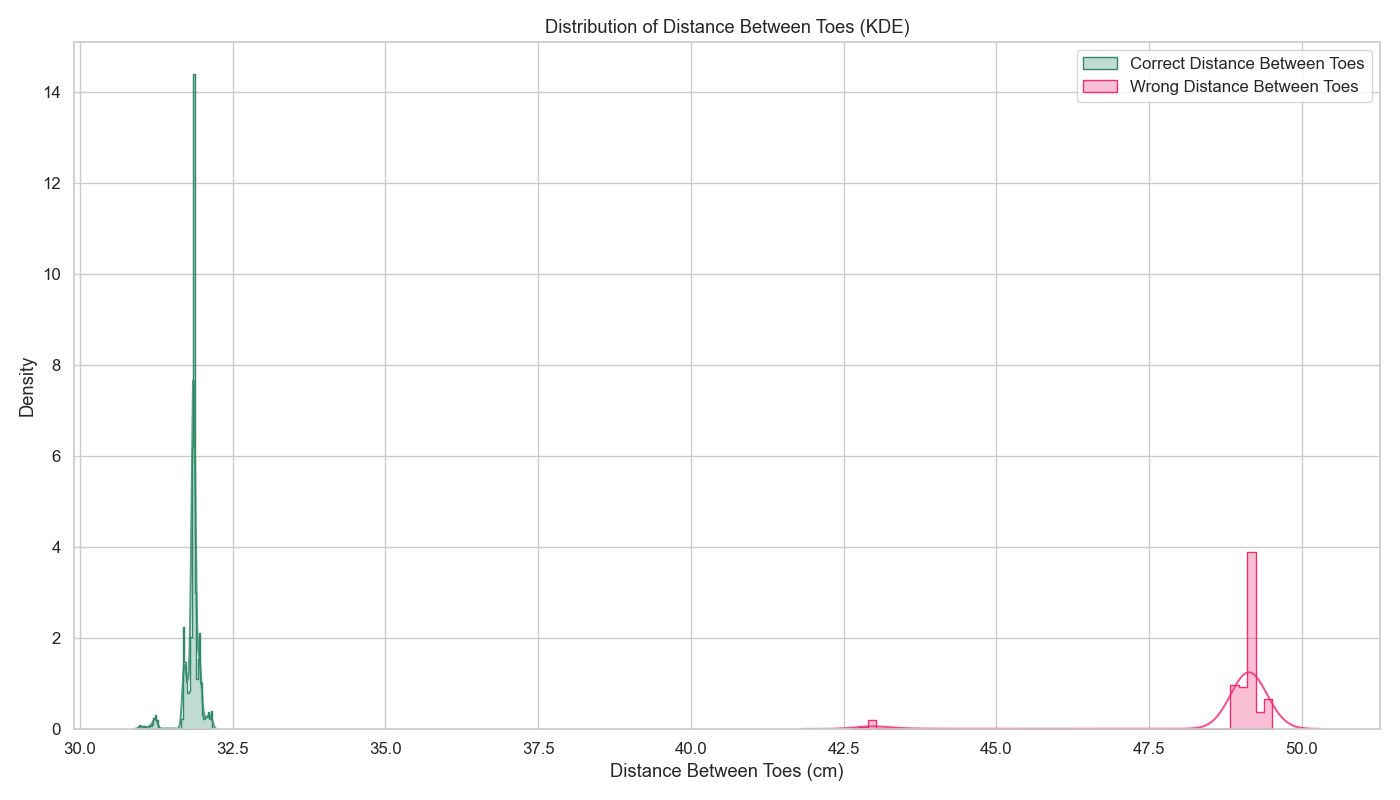 Distribution of Distance Between Toes (KDE)
Correct Distance Between Toes
Wrong Distance Between Toes
14
12
10
8
6
4
2
0
Density
30.0 32.5 35.0 37.5 40.0 42.5 45.0 47.5 50.0
Distance Between Toes (cm)